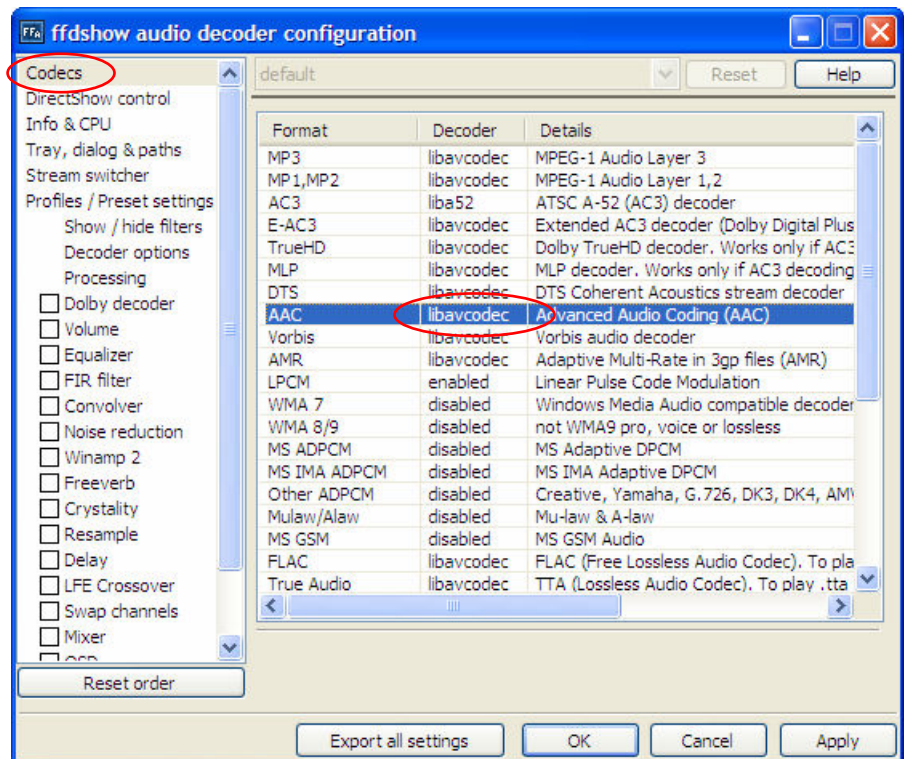 FFa ffdshow audio decoder configuration
Codecs
DirectShow control
Info & CPU
Tray, dialog & paths
Stream switcher
Profiles / Preset settings
Show / hide filters
Decoder options
Processing
Dolby decoder
Volume
Equalizer
FIR filter
Convolver
Noise reduction
Winamp 2
Freeverb
Crystality
Resample
Delay
LFE Crossover
Swap channels
Mixer
OSD
Reset order
default Reset Help
Format Decoder Details
MP3 libavcodec MPEG-1 Audio Layer 3
MP1,MP2 libavcodec MPEG-1 Audio Layer 1,2
AC3 liba52 ATSC A-52 (AC3) decoder
E-AC3 libavcodec Extended AC3 decoder (Dolby Digital Plus
TrueHD libavcodec Dolby TrueHD decoder. Works only if AC3
MLP libavcodec MLP decoder. Works only if AC3 decoding
DTS libavcodec DTS Coherent Acoustics stream decoder
AAC libavcodec Advanced Audio Coding (AAC)
Vorbis libavcodec Vorbis audio decoder
AMR libavcodec Adaptive Multi-Rate in 3gp files (AMR)
LPCM enabled Linear Pulse Code Modulation
WMA 7 disabled Windows Media Audio compatible decoder
WMA 8/9 disabled not WMA9 pro, voice or lossless
MS ADPCM disabled MS Adaptive DPCM
MS IMA ADPCM disabled MS IMA Adaptive DPCM
Other ADPCM disabled Creative, Yamaha, G.726, DK3, DK4, AMV
Mulaw/Alaw disabled Mu-law & A-law
MS GSM disabled MS GSM Audio
FLAC libavcodec FLAC (Free Lossless Audio Codec). To pla
True Audio libavcodec TTA (Lossless Audio Codec). To play .tta
Export all settings OK Cancel Apply